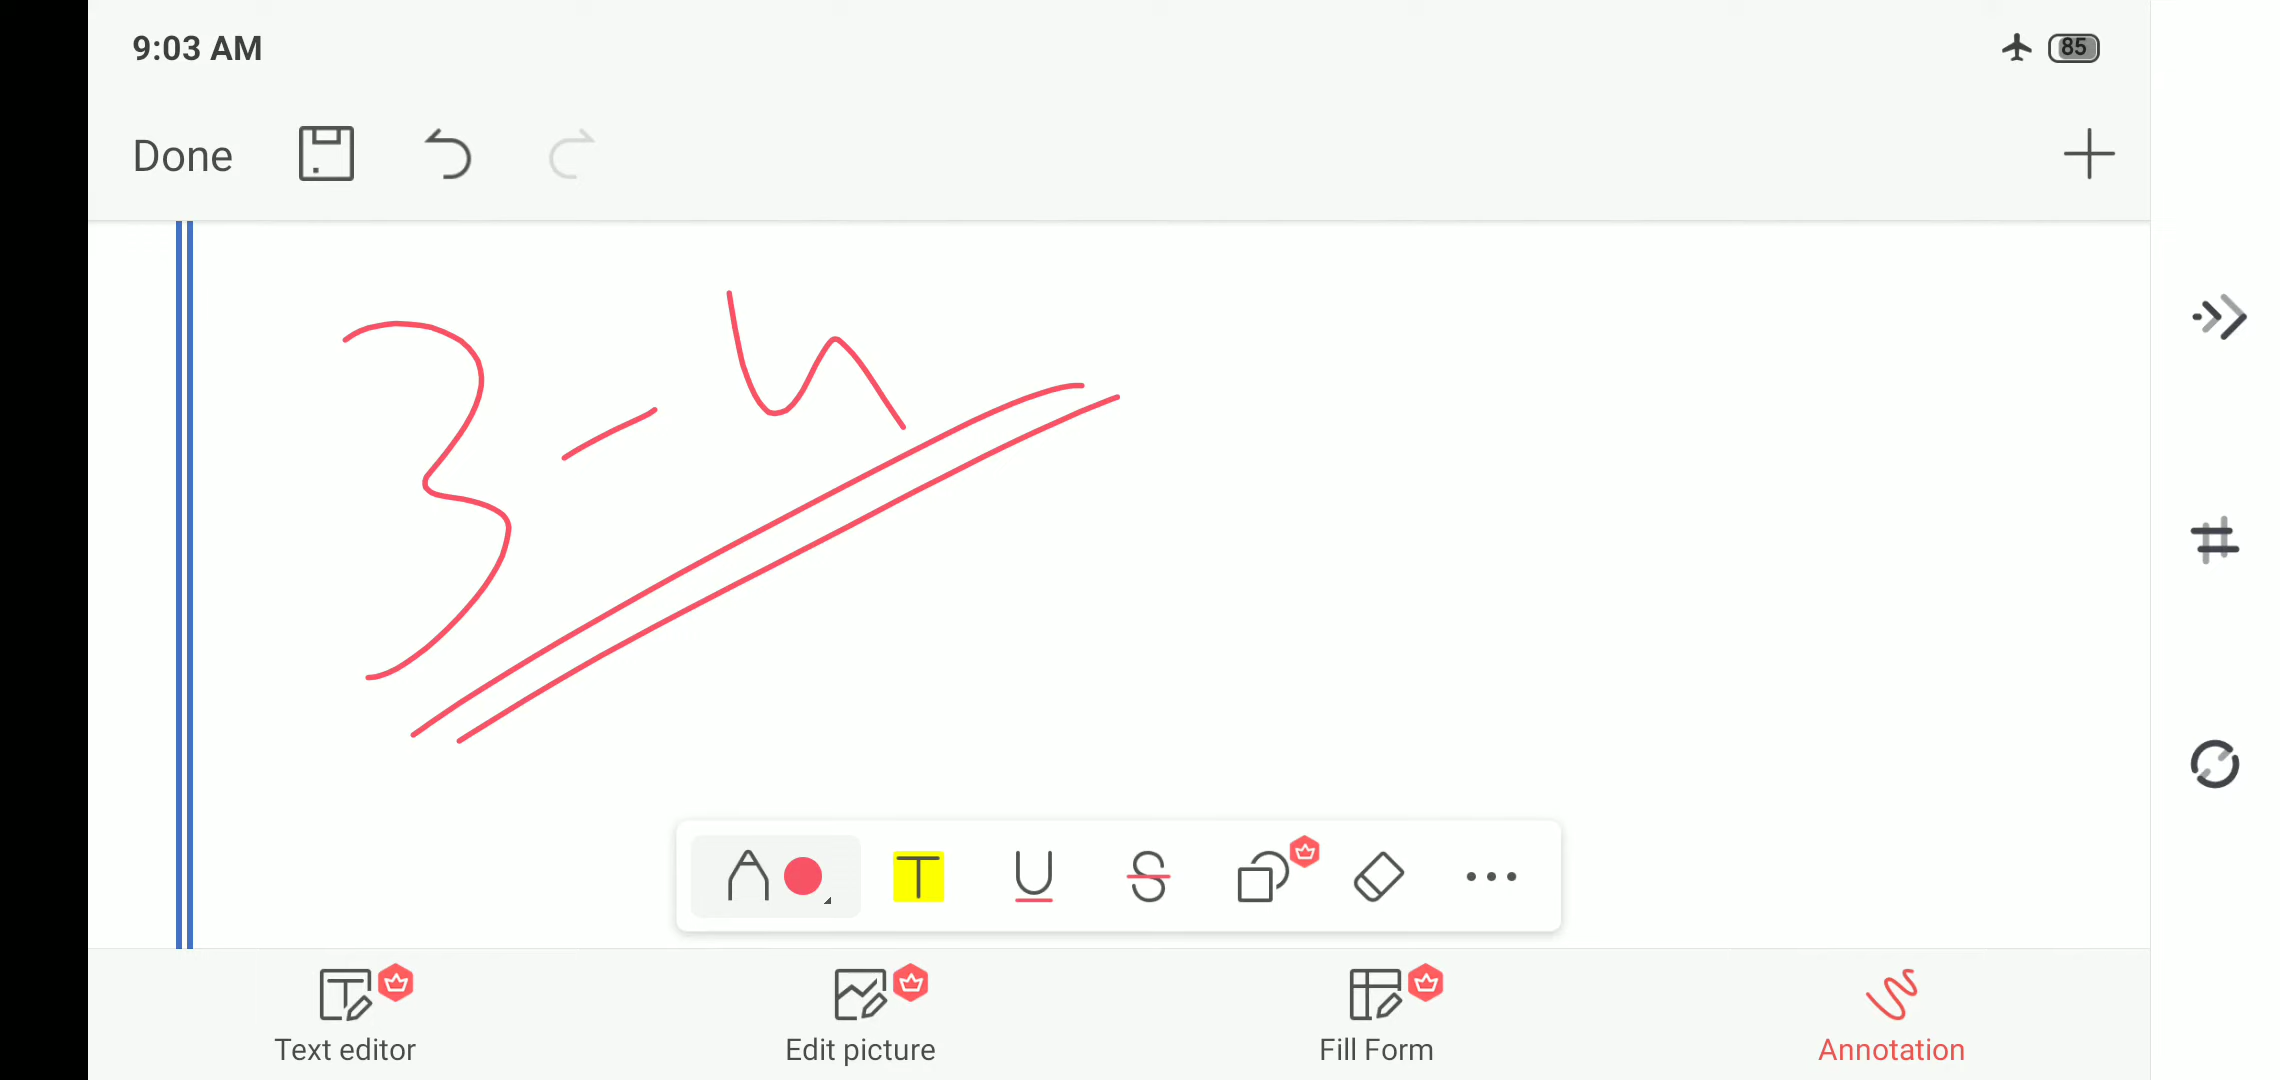 9:03 AM
85
Done
3-4
T
U
S
Text editor
Edit picture
Fill Form
Annotation